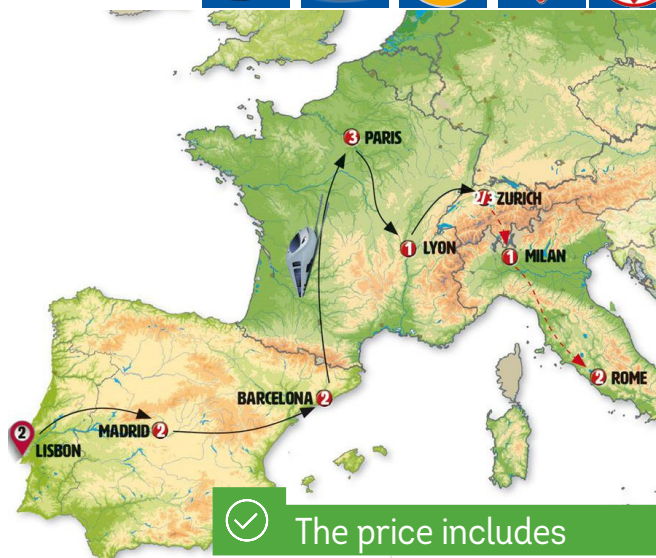 3 PARIS
2/3 ZURICH
1 LYON
1 MILAN
2 ROME
BARCELONA 2
2
LISBON
MADRID 2
The price includes